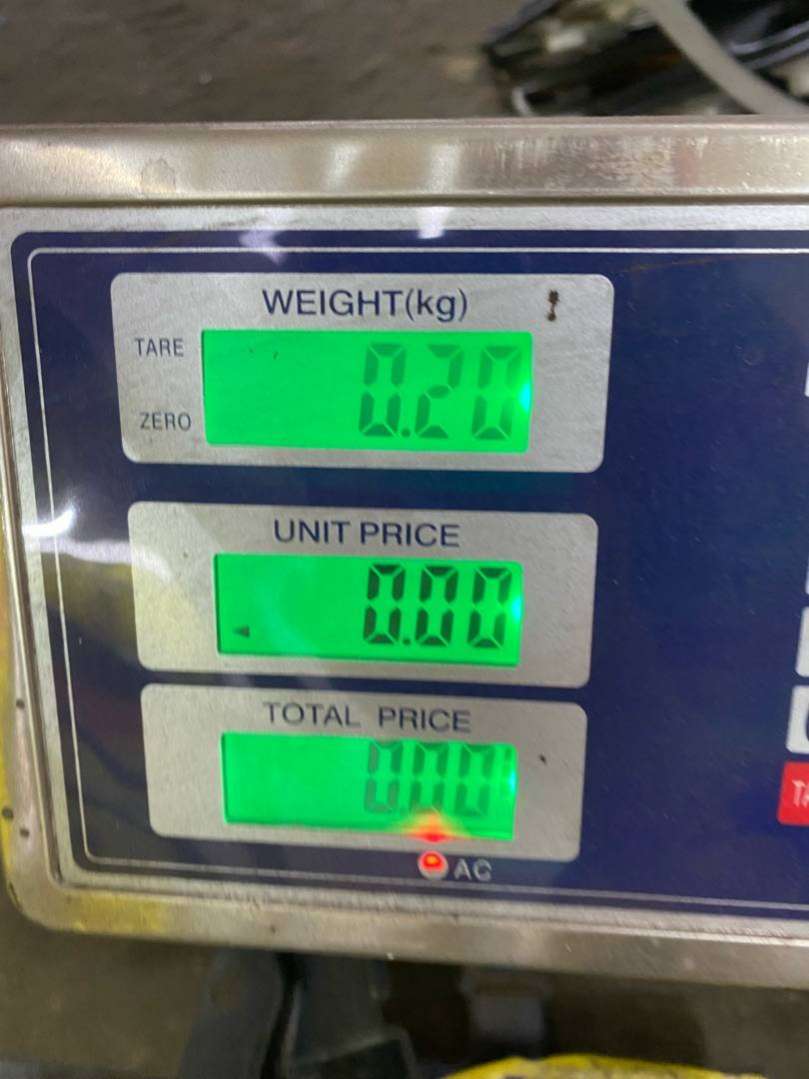 WEIGHT(kg)
TARE
0.20
ZERO
UNIT PRICE
0.00
TOTAL PRICE
0.00
AC